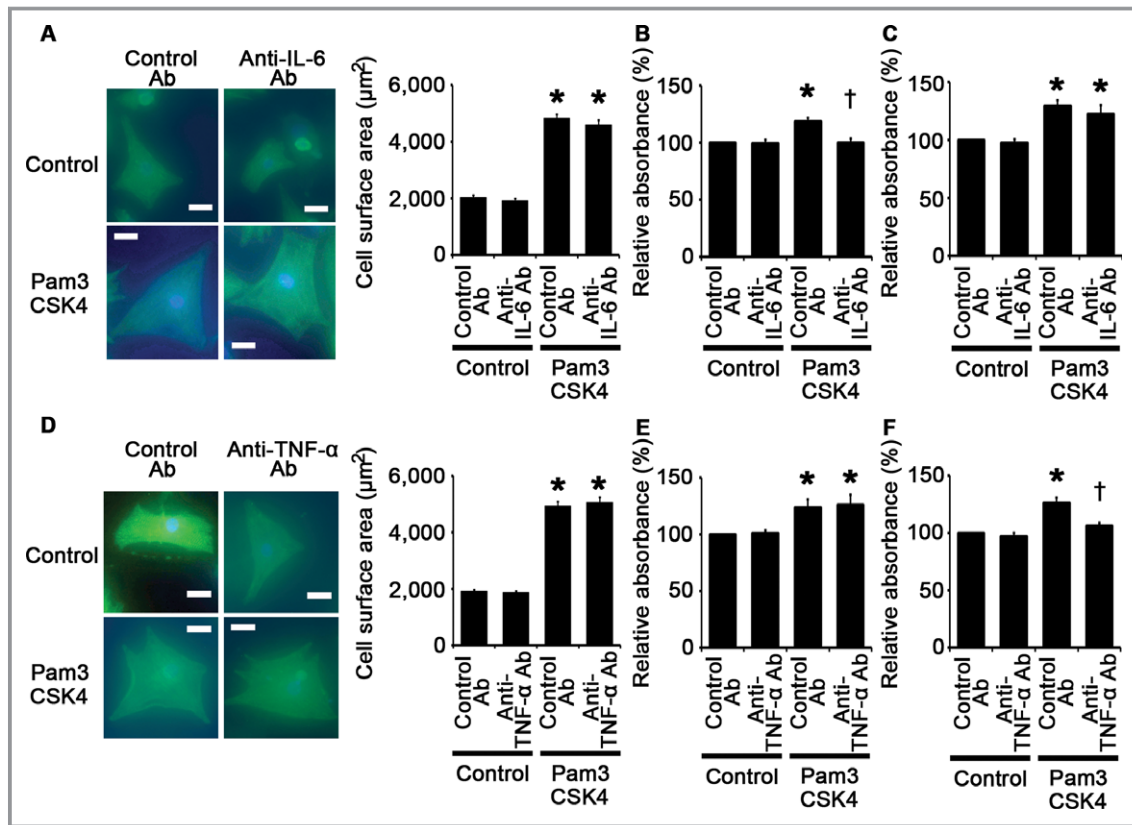 A
Control
Ab
Anti-IL-6
Ab
Control
Pam3
CSK4
Cell surface area (µm²)
6,000
4,000
2,000
0
*
*
Control
Ab
Anti-
IL-6 Ab
Control
Ab
Anti-
IL-6 Ab
Control
Pam3
CSK4
B
Relative absorbance (%)
150
100
50
0
*
†
Control
Ab
Anti-
IL-6 Ab
Control
Ab
Anti-
IL-6 Ab
Control
Pam3
CSK4
C
Relative absorbance (%)
150
100
50
0
*
*
Control
Ab
Anti-
IL-6 Ab
Control
Ab
Anti-
IL-6 Ab
Control
Pam3
CSK4
D
Control
Ab
Anti-TNF-α
Ab
Control
Pam3
CSK4
Cell surface area (µm²)
6,000
4,000
2,000
0
*
*
Control
Ab
Anti-
TNF-α Ab
Control
Ab
Anti-
TNF-α Ab
Control
Pam3
CSK4
E
Relative absorbance (%)
150
100
50
0
*
*
Control
Ab
Anti-
TNF-α Ab
Control
Ab
Anti-
TNF-α Ab
Control
Pam3
CSK4
F
Relative absorbance (%)
150
100
50
0
*
†
Control
Ab
Anti-
TNF-α Ab
Control
Ab
Anti-
TNF-α Ab
Control
Pam3
CSK4